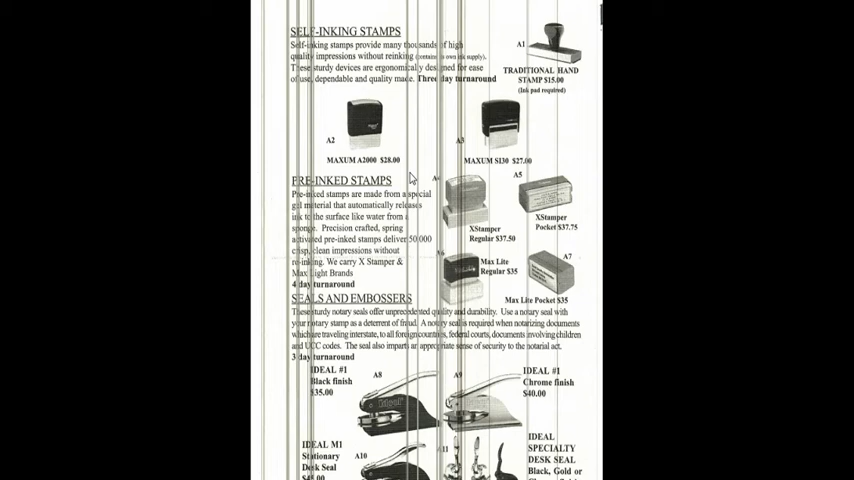 SELF-INKING STAMPS
Self-inking stamps provide many thousands of high
quality impressions without reinking (contains its own ink supply).
These sturdy devices are ergonomically designed for ease
of use, dependable and quality made. Three day turnaround
A1
TRADITIONAL HAND
STAMP $15.00
(Ink pad required)
A2
MAXUM A2000 $28.00
A3
MAXUM SI30 $27.00
PRE-INKED STAMPS
Pre-inked stamps are made from a special
gel material that automatically releases
ink to the surface like water from a
sponge. Precision crafted, spring
activated pre-inked stamps deliver 50,000
crisp, clean impressions without
re-inking. We carry X Stamper &
Max Light Brands
4 day turnaround
XStamper
Regular $37.50
A5
XStamper
Pocket $37.75
Max Lite
Regular $35
A7
Max Lite Pocket $35
SEALS AND EMBOSSERS
These sturdy notary seals offer unprecedented quality and durability. Use a notary seal with
your notary stamp as a deterrent of fraud. A notary seal is required when notarizing documents
which are traveling interstate, to all foreign countries, federal courts, documents involving children
and UCC codes. The seal also imparts an appropriate sense of security to the notarial act.
3 day turnaround
IDEAL #1
Black finish
$35.00
A8
A9
IDEAL #1
Chrome finish
$40.00
IDEAL M1
Stationary
Desk Seal
$45.00
A10
A11
IDEAL
SPECIALTY
DESK SEAL
Black, Gold or